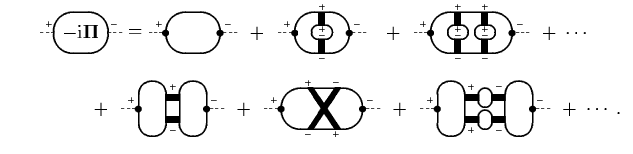 −iΠ = + + + ···
+ + + + ··· .